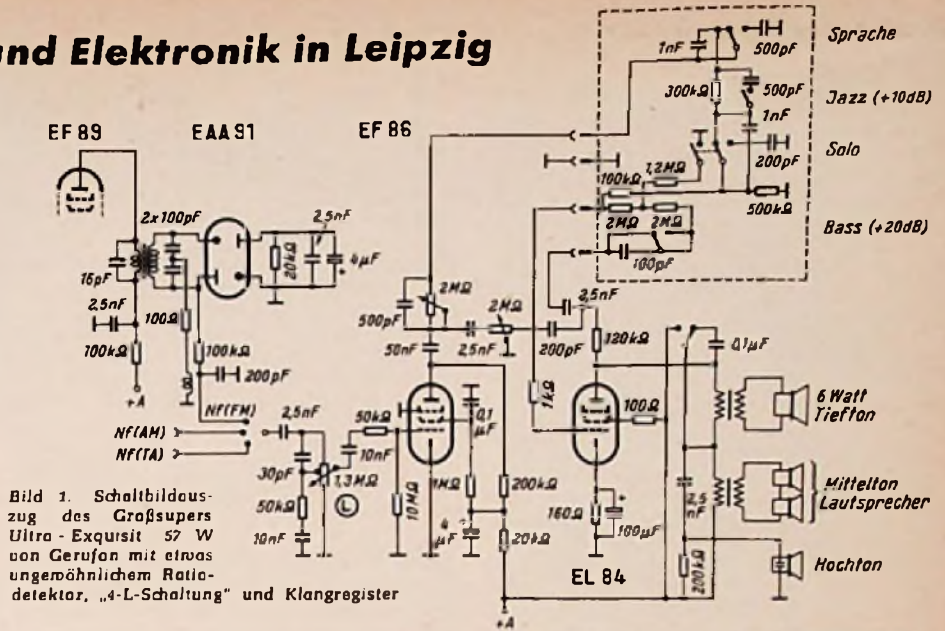 und Elektronik in Leipzig
EF 89
EAA 91
EF 86
2x100pF
16pF
2,5nF
100kΩ
+A
100Ω
100kΩ
200pF
20kΩ
2,5nF
4µF
Nf(FM)
Nf(AM)
Nf(TA)
2,5nF
30pF
50kΩ
10nF
1,3MΩ
L
10nF
50kΩ
10MΩ
500pF
2MΩ
50nF
2,5nF
2MΩ
200pF
0,1
µF
1MΩ
4
µF
200kΩ
20kΩ
+A
1kΩ
2,5nF
120kΩ
100Ω
160Ω
100µF
EL 84
0,1µF
2,5
nF
200kΩ
1nF
500pF
300kΩ
500pF
1nF
200pF
1,2MΩ
100kΩ
500kΩ
2MΩ
2MΩ
100pF
Sprache
Jazz (+10dB)
Solo
Bass (+20dB)
6 Watt
Tiefton
Mittelton
Lautsprecher
Hochton
Bild 1. Schaltbildaus-
zug des Großsupers
Ultra-Exquisit 57 W
von Gerufon mit etwas
ungewöhnlichem Ratio-
detektor, „4-L-Schaltung" und Klangregister